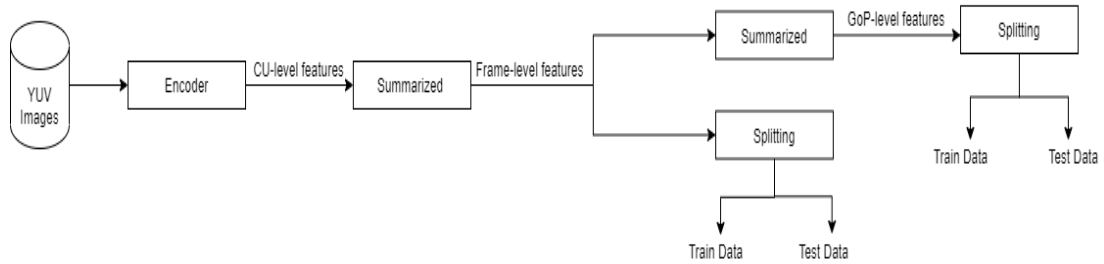 YUV
Images
Encoder
CU-level features
Summarized
Frame-level features
Summarized
GoP-level features
Splitting
Train Data
Test Data
Splitting
Train Data
Test Data